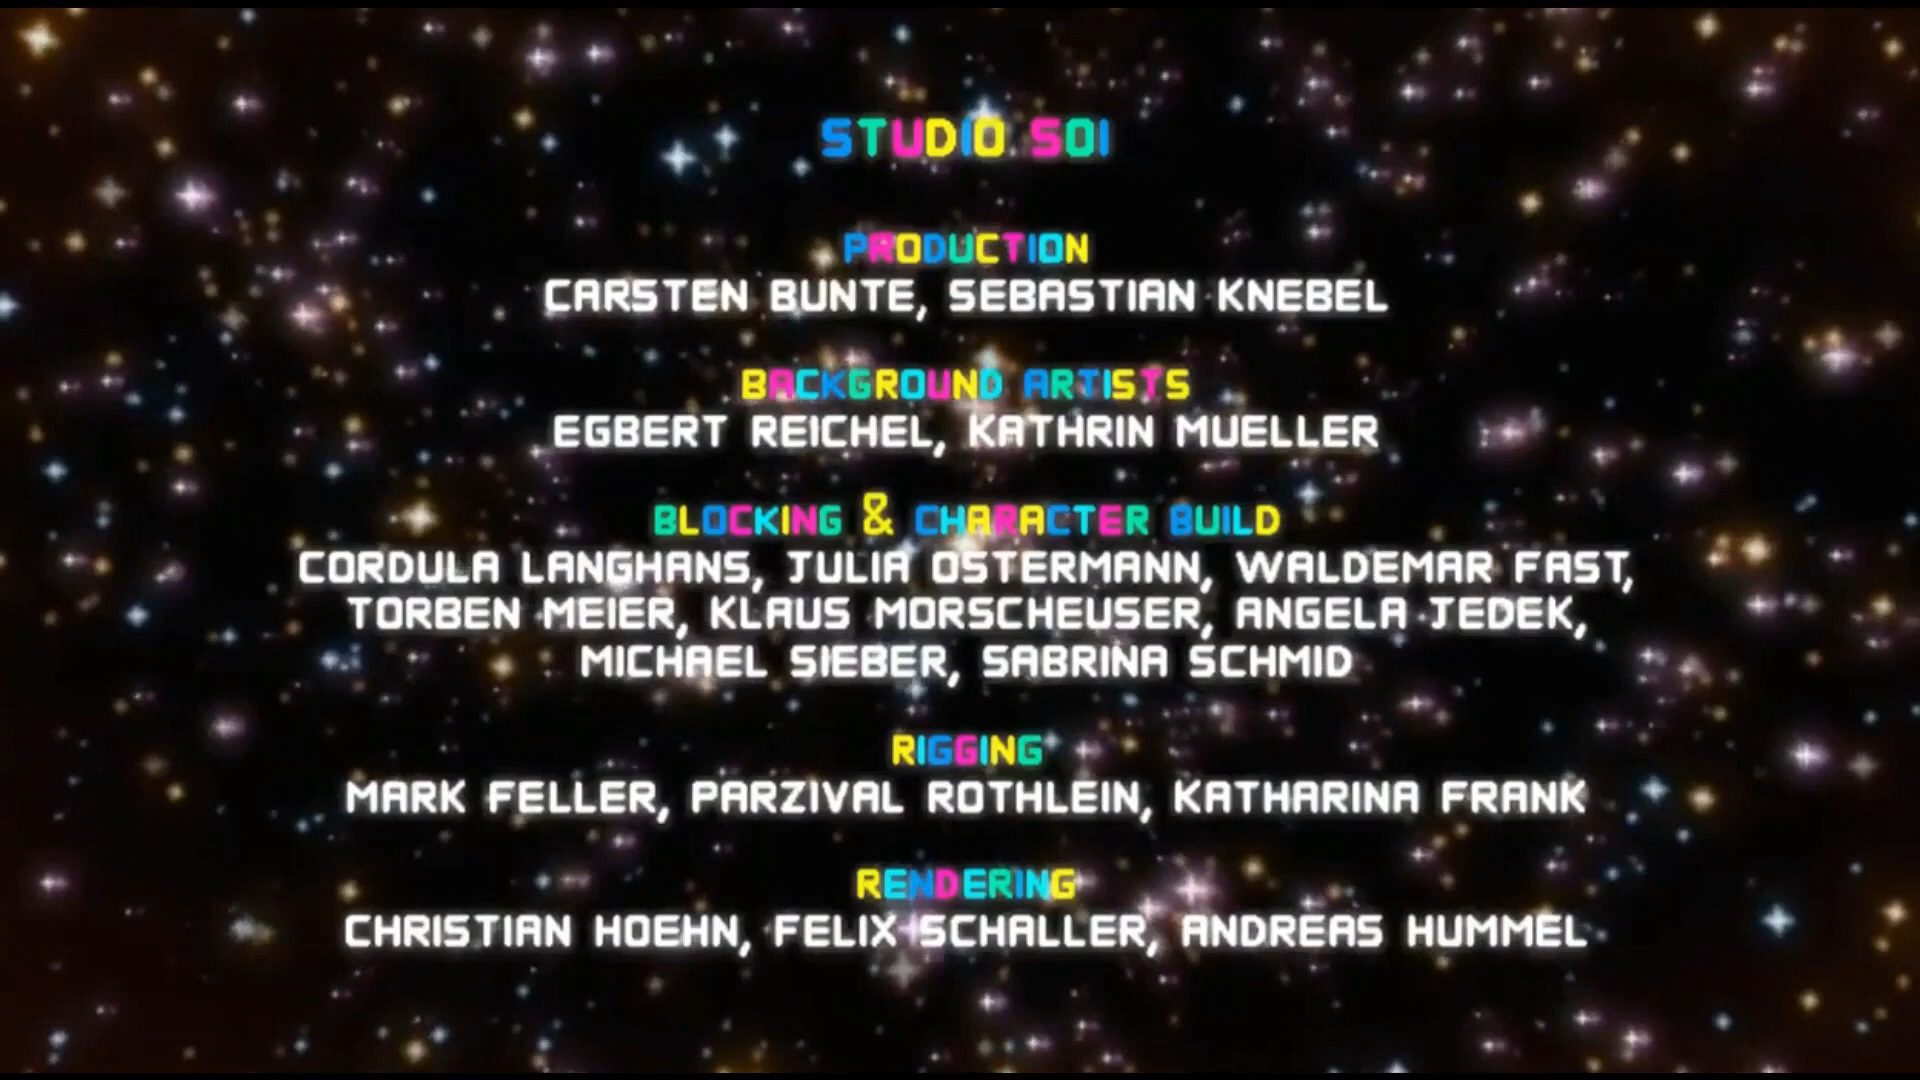 STUDIO SOI
PRODUCTION
CARSTEN BUNTE, SEBASTIAN KNEBEL
BACKGROUND ARTISTS
EGBERT REICHEL, KATHRIN MUELLER
BLOCKING & CHARACTER BUILD
CORDULA LANGHANS, JULIA OSTERMANN, WALDEMAR FAST,
TORBEN MEIER, KLAUS MORSCHEUSER, ANGELA JEDEK,
MICHAEL SIEBER, SABRINA SCHMID
RIGGING
MARK FELLER, PARZIVAL ROTHLEIN, KATHARINA FRANK
RENDERING
CHRISTIAN HOEHN, FELIX SCHALLER, ANDREAS HUMMEL